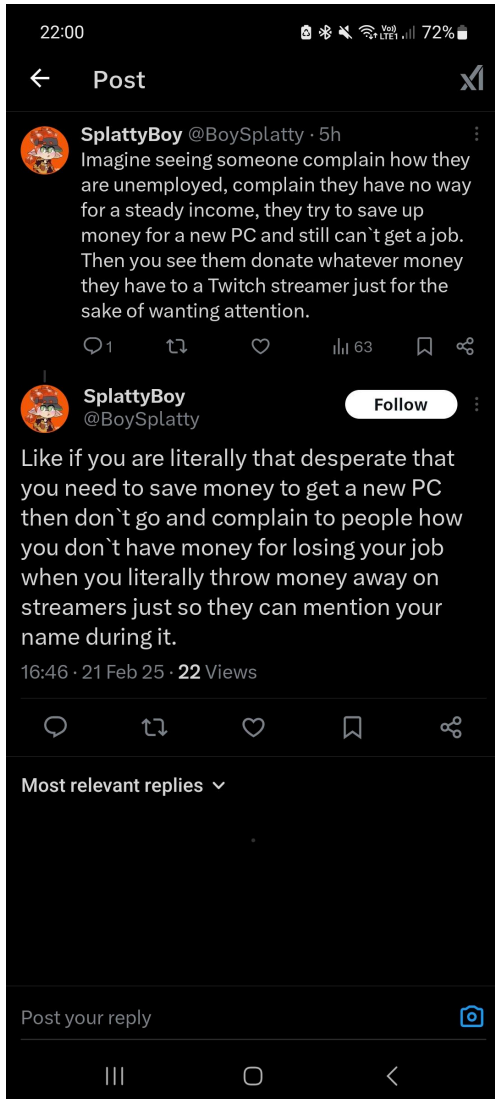 22:00
Vo))
LTE1
72%
Post
SplattyBoy @BoySplatty · 5h
Imagine seeing someone complain how they
are unemployed, complain they have no way
for a steady income, they try to save up
money for a new PC and still can`t get a job.
Then you see them donate whatever money
they have to a Twitch streamer just for the
sake of wanting attention.
1
63
SplattyBoy
@BoySplatty
Follow
Like if you are literally that desperate that
you need to save money to get a new PC
then don`t go and complain to people how
you don`t have money for losing your job
when you literally throw money away on
streamers just so they can mention your
name during it.
16:46 · 21 Feb 25 · 22 Views
Most relevant replies
Post your reply